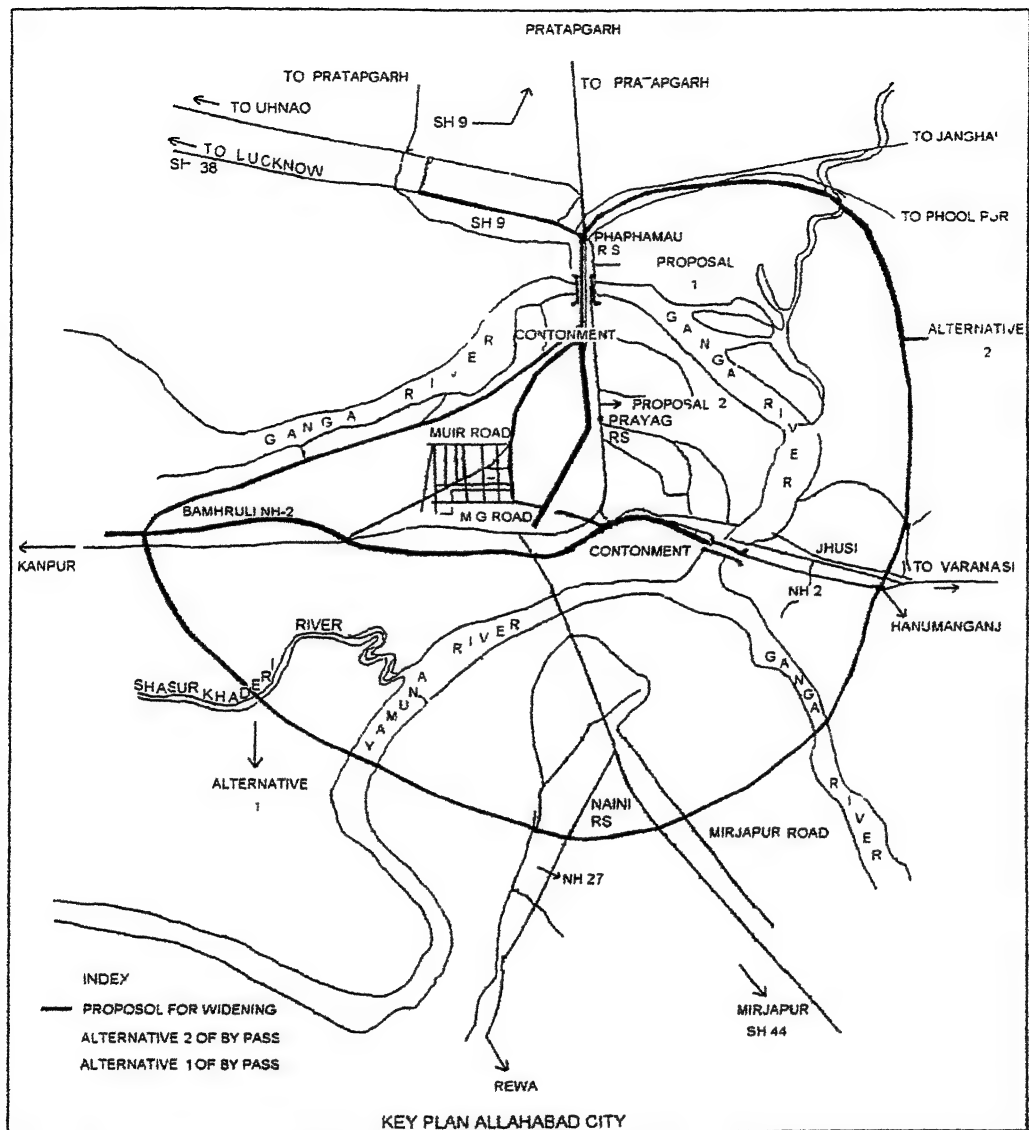 PRATAPGARH
TO PRATAPGARH
TO PRATAPGARH
TO UHNAO
SH 9
TO LUCKNOW
SH 38
TO JANGHAI
SH 9
TO PHOOL PUR
PHAPHAMAU
R S
PROPOSAL
1
CONTONMENT
GANGA RIVER
GANGA RIVER
ALTERNATIVE
2
PROPOSAL 2
PRAYAG
RS
MUIR ROAD
BAMHRULI NH-2
M G ROAD
KANPUR
CONTONMENT
JHUSI
TO VARANASI
NH 2
HANUMANGANJ
RIVER
SHASUR KHADERI
YAMUNA RIVER
GANGA RIVER
ALTERNATIVE
1
NAINI
RS
MIRJAPUR ROAD
NH 27
INDEX
PROPOSOL FOR WIDENING
ALTERNATIVE 2 OF BY PASS
ALTERNATIVE 1 OF BY PASS
MIRJAPUR
SH 44
REWA
KEY PLAN ALLAHABAD CITY